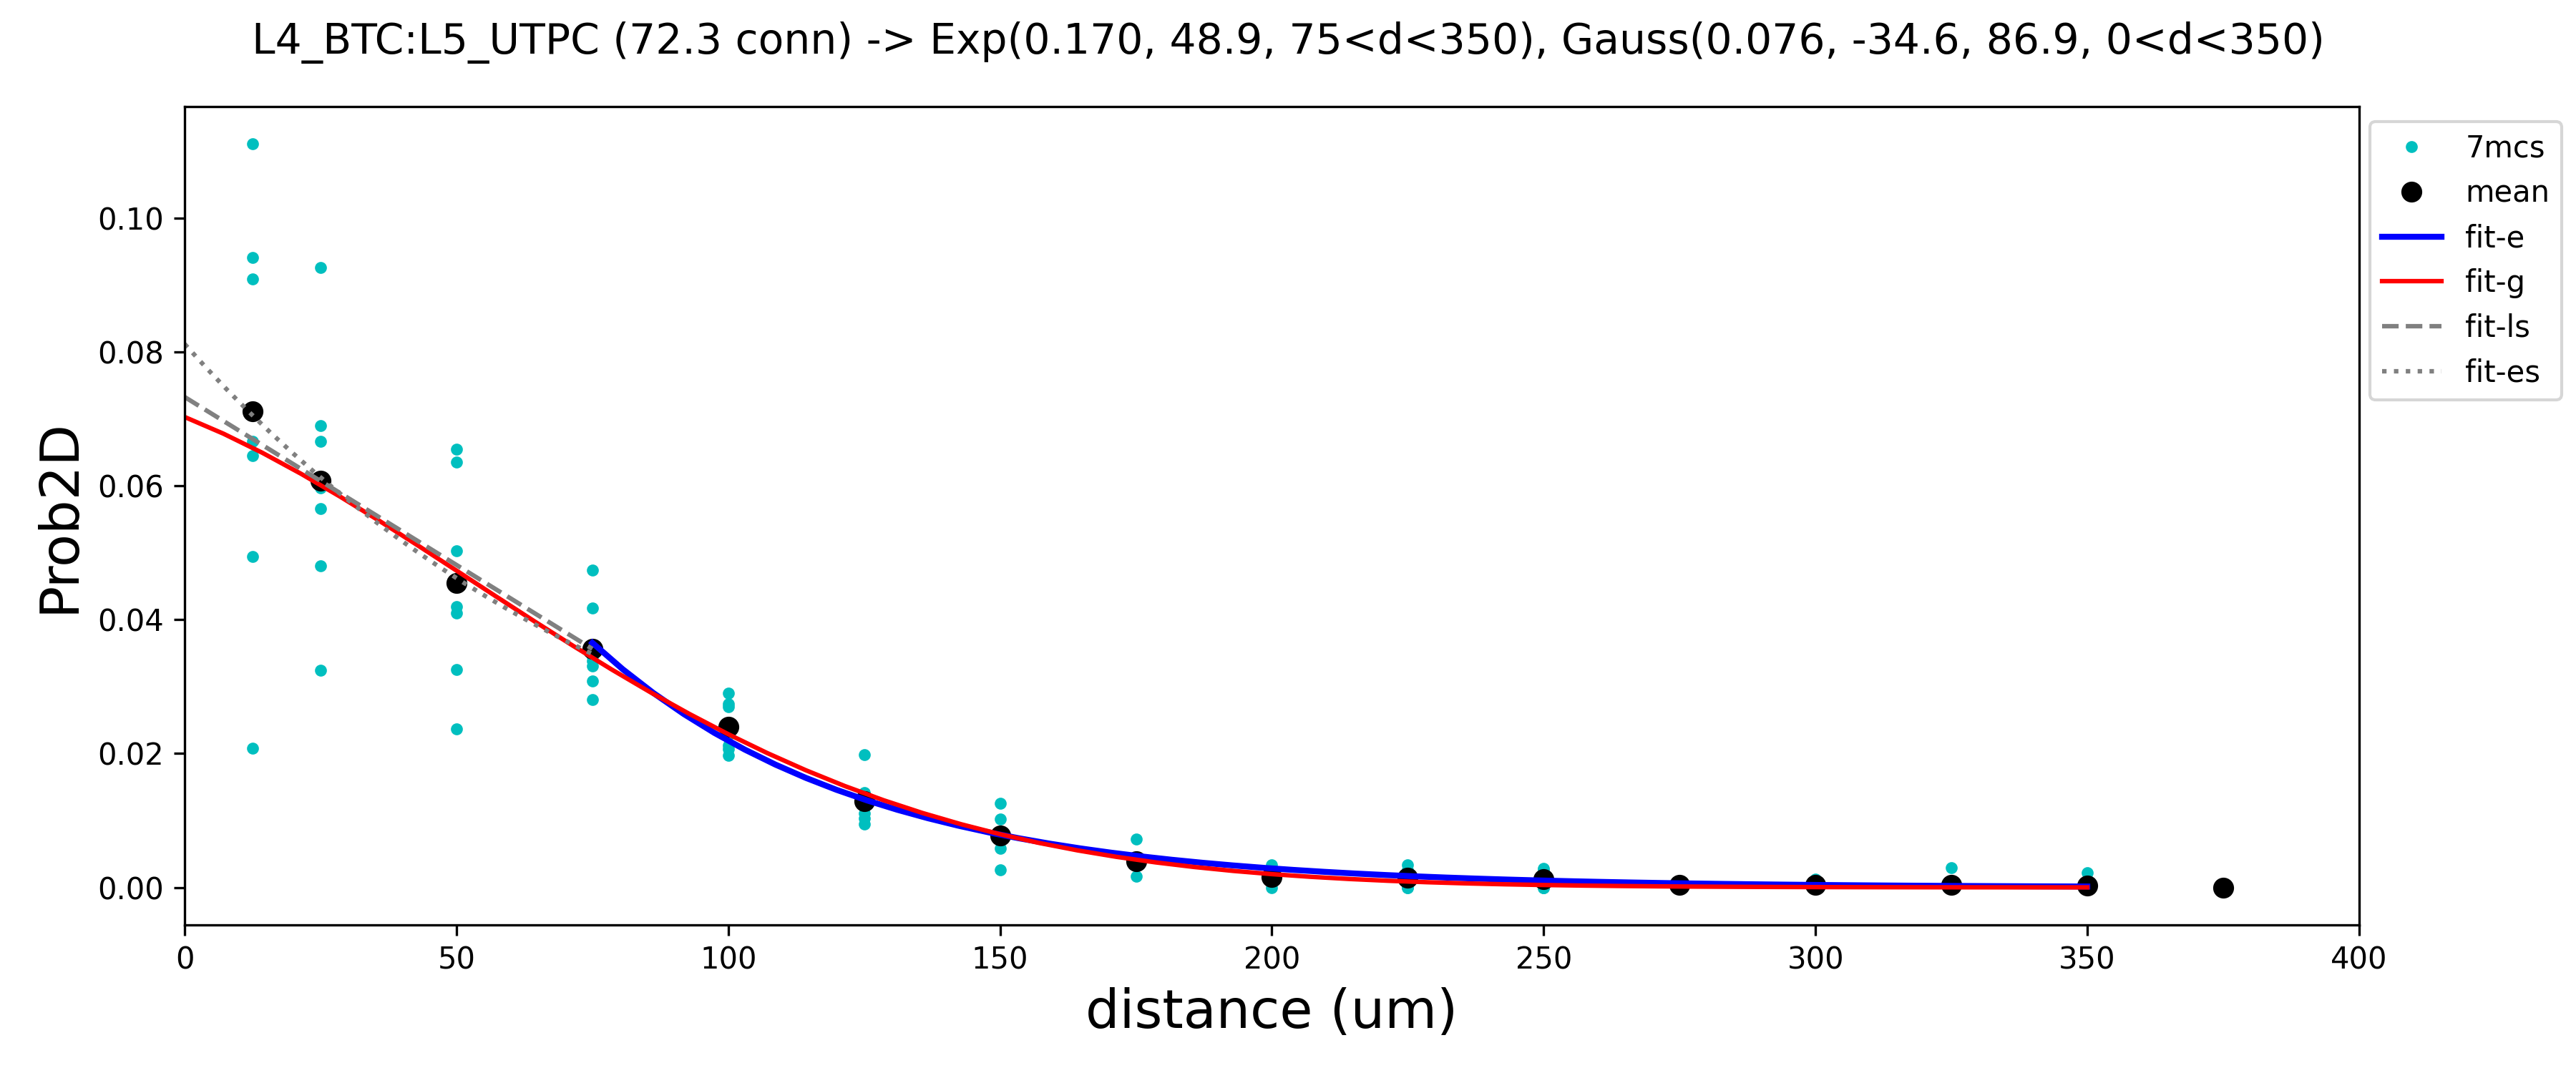 L4_BTC:L5_UTPC (72.3 conn) -> Exp(0.170, 48.9, 75<d<350), Gauss(0.076, -34.6, 86.9, 0<d<350)
7mcs
mean
fit-e
fit-g
fit-ls
fit-es
Prob2D
0.10
0.08
0.06
0.04
0.02
0.00
0 50 100 150 200 250 300 350 400
distance (um)